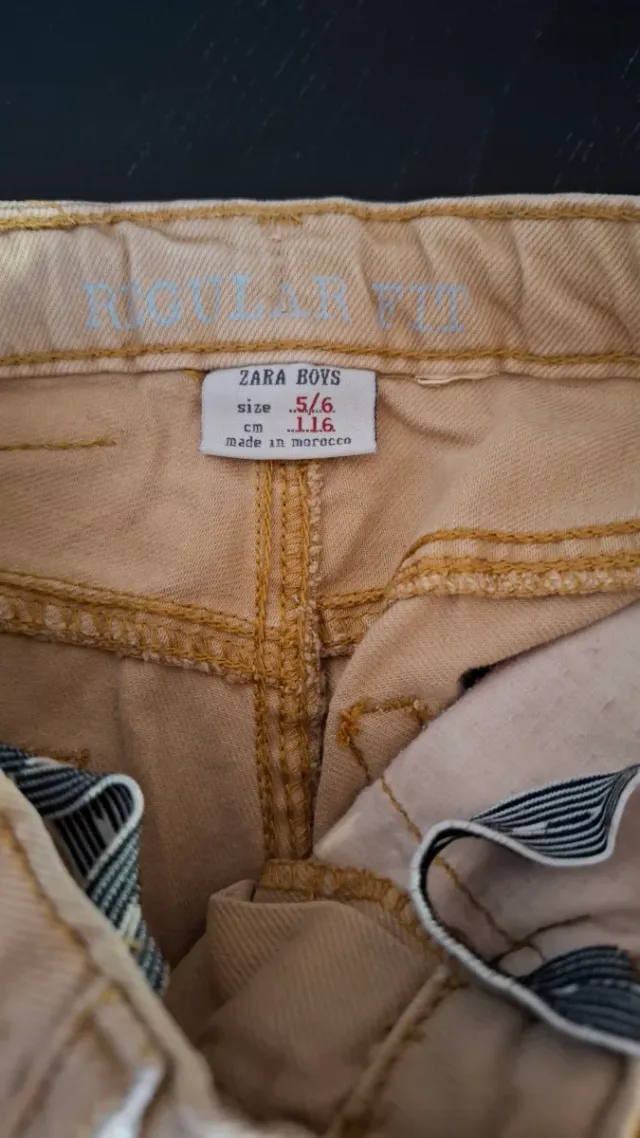 REGULAR FIT
ZARA BOYS
size 5/6
cm 116
made in morocco